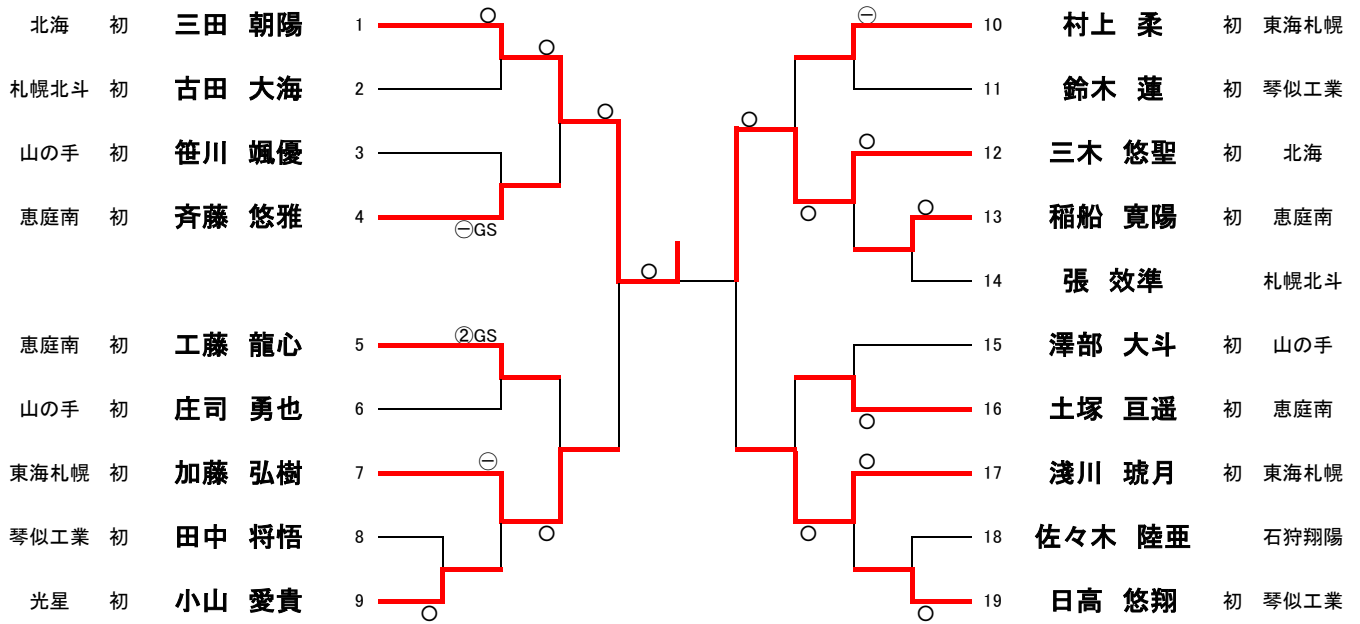 北海 初 三田 朝陽 1 ○
○
古田 大海 札幌北斗 初 2
山の手 初 笹川 颯優 3
恵庭南 初 斉藤 悠雅 4
㊀GS
○
○
恵庭南 初 工藤 龍心 5 ②GS
山の手 初 庄司 勇也 6
東海札幌 初 加藤 弘樹 7 ㊀
琴似工業 初 田中 将悟 8
○
光星 初 小山 愛貴 9
○
㊀ 10 村上 柔 初 東海札幌
11 鈴木 蓮 初 琴似工業
○
○ 12 三木 悠聖 初 北海
○ 13 稲船 寛陽 初 恵庭南
○
14 張 効準 札幌北斗
15 澤部 大斗 初 山の手
16 土塚 亘遥 初 恵庭南
○
○ 17 淺川 琥月 初 東海札幌
○
18 佐々木 陸亜 石狩翔陽
19 日高 悠翔 初 琴似工業
○